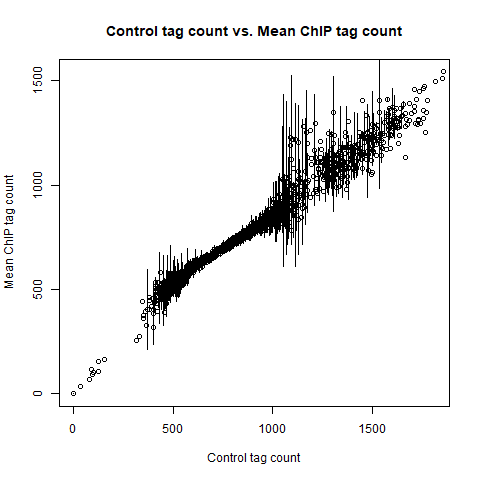 Control tag count vs. Mean ChIP tag count
Mean ChIP tag count
1500
1000
500
0
0 500 1000 1500
Control tag count